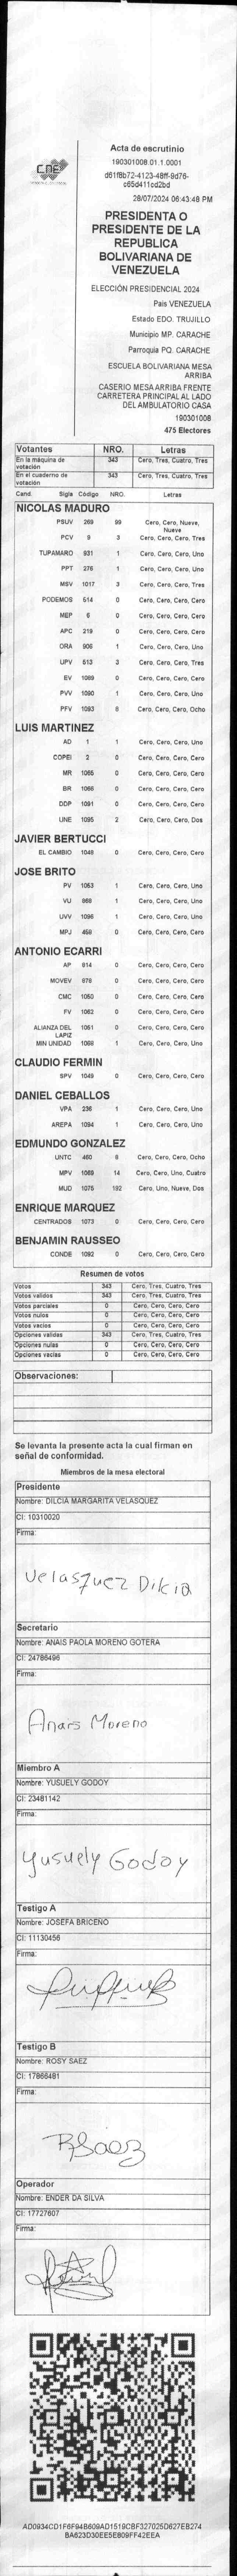 Acta de escrutinio
190301008.01.1.0001
d61f8b72-4123-48ff-9d76-
c65d411cd2bd
28/07/2024 06:43:48 PM
PRESIDENTA O
PRESIDENTE DE LA
REPUBLICA
BOLIVARIANA DE
VENEZUELA
ELECCIÓN PRESIDENCIAL 2024
Pais VENEZUELA
Estado EDO. TRUJILLO
Municipio MP. CARACHE
Parroquia PQ. CARACHE
ESCUELA BOLIVARIANA MESA
ARRIBA
CASERIO MESA ARRIBA FRENTE
CARRETERA PRINCIPAL AL LADO
DEL AMBULATORIO CASA
190301008
475 Electores
CNE
Votantes NRO. Letras
En la máquina de votación 343 Cero, Tres, Cuatro, Tres
En el cuaderno de votación 343 Cero, Tres, Cuatro, Tres
Cand. Sigla Código NRO. Letras
NICOLAS MADURO
PSUV 269 99 Cero, Cero, Nueve, Nueve
PCV 9 3 Cero, Cero, Cero, Tres
TUPAMARO 931 1 Cero, Cero, Cero, Uno
PPT 276 1 Cero, Cero, Cero, Uno
MSV 1017 3 Cero, Cero, Cero, Tres
PODEMOS 514 0 Cero, Cero, Cero, Cero
MEP 6 0 Cero, Cero, Cero, Cero
APC 219 0 Cero, Cero, Cero, Cero
ORA 906 1 Cero, Cero, Cero, Uno
UPV 513 3 Cero, Cero, Cero, Tres
EV 1089 0 Cero, Cero, Cero, Cero
PVV 1090 1 Cero, Cero, Cero, Uno
PFV 1093 8 Cero, Cero, Cero, Ocho
LUIS MARTINEZ
AD 1 1 Cero, Cero, Cero, Uno
COPEI 2 0 Cero, Cero, Cero, Cero
MR 1065 0 Cero, Cero, Cero, Cero
BR 1066 0 Cero, Cero, Cero, Cero
DDP 1091 0 Cero, Cero, Cero, Cero
UNE 1095 2 Cero, Cero, Cero, Dos
JAVIER BERTUCCI
EL CAMBIO 1048 0 Cero, Cero, Cero, Cero
JOSE BRITO
PV 1053 1 Cero, Cero, Cero, Uno
VU 868 1 Cero, Cero, Cero, Uno
UVV 1096 1 Cero, Cero, Cero, Uno
MPJ 459 0 Cero, Cero, Cero, Cero
ANTONIO ECARRI
AP 914 0 Cero, Cero, Cero, Cero
MOVEV 978 0 Cero, Cero, Cero, Cero
CMC 1050 0 Cero, Cero, Cero, Cero
FV 1062 0 Cero, Cero, Cero, Cero
ALIANZA DEL LAPIZ 1051 0 Cero, Cero, Cero, Cero
MIN UNIDAD 1068 1 Cero, Cero, Cero, Uno
CLAUDIO FERMIN
SPV 1049 0 Cero, Cero, Cero, Cero
DANIEL CEBALLOS
VPA 236 1 Cero, Cero, Cero, Uno
AREPA 1094 1 Cero, Cero, Cero, Uno
EDMUNDO GONZALEZ
UNTC 460 8 Cero, Cero, Cero, Ocho
MPV 1069 14 Cero, Cero, Uno, Cuatro
MUD 1075 192 Cero, Uno, Nueve, Dos
ENRIQUE MARQUEZ
CENTRADOS 1073 0 Cero, Cero, Cero, Cero
BENJAMIN RAUSSEO
CONDE 1092 0 Cero, Cero, Cero, Cero
Resumen de votos
Votos 343 Cero, Tres, Cuatro, Tres
Votos validos 343 Cero, Tres, Cuatro, Tres
Votos parciales 0 Cero, Cero, Cero, Cero
Votos nulos 0 Cero, Cero, Cero, Cero
Votos vacios 0 Cero, Cero, Cero, Cero
Opciones validas 343 Cero, Tres, Cuatro, Tres
Opciones nulas 0 Cero, Cero, Cero, Cero
Opciones vacias 0 Cero, Cero, Cero, Cero
Observaciones:
Se levanta la presente acta la cual firman en
señal de conformidad.
Miembros de la mesa electoral
Presidente
Nombre: DILCIA MARGARITA VELASQUEZ
CI: 10310020
Firma:
Velasquez Dilcia
Secretario
Nombre: ANAIS PAOLA MORENO GOTERA
CI: 24786496
Firma:
Anais Moreno
Miembro A
Nombre: YUSUELY GODOY
CI: 23481142
Firma:
Yusuely Godoy
Testigo A
Nombre: JOSEFA BRICEÑO
CI: 11130456
Firma:
Testigo B
Nombre: ROSY SAEZ
CI: 17866481
Firma:
RSaez
Operador
Nombre: ENDER DA SILVA
CI: 17727607
Firma:
AD0934CD1F6F94B609AD1519CBF327025D627EB274
BA623D30EE5E809FF42EEA